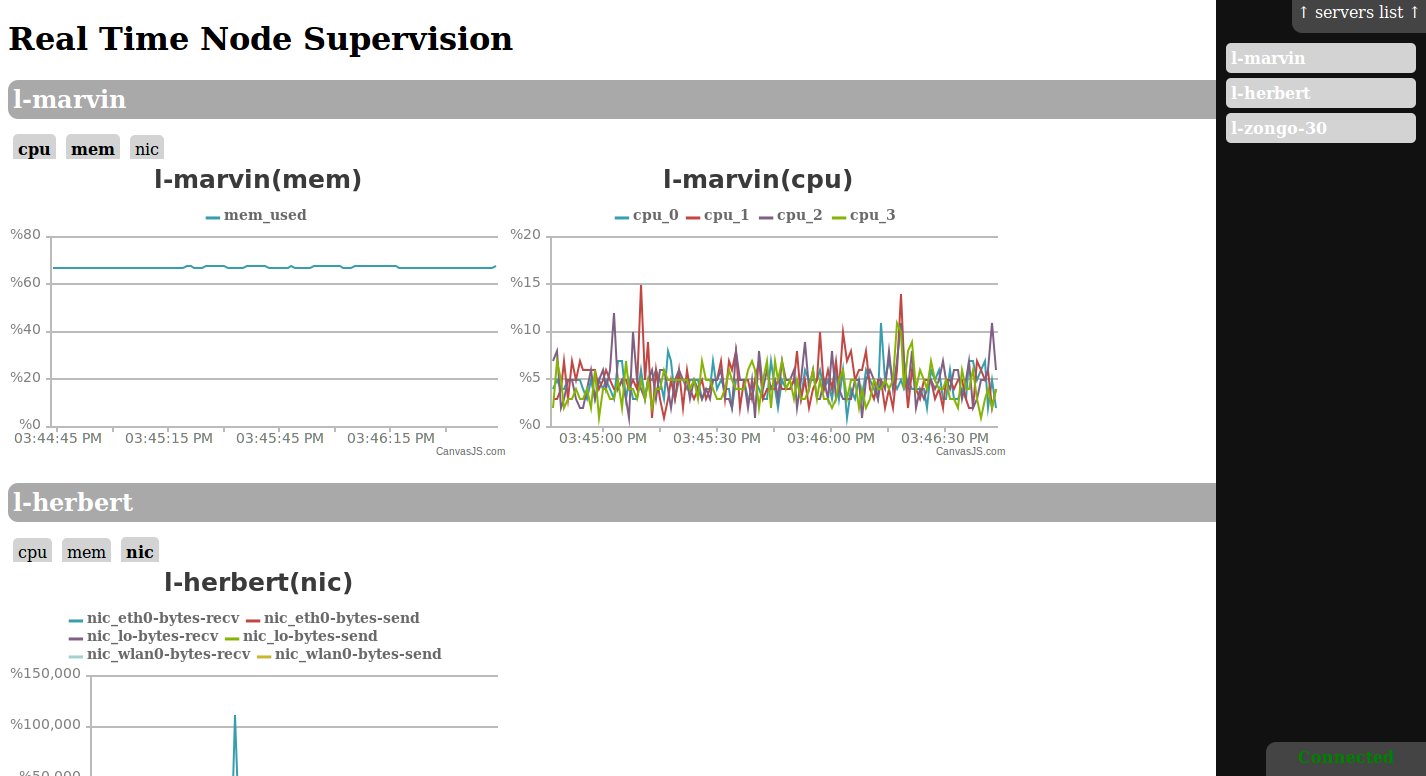 Real Time Node Supervision
↑ servers list ↑
l-marvin
l-herbert
l-zongo-30
l-marvin
cpu mem nic
l-marvin(mem)
mem_used
%80
%60
%40
%20
%0
03:44:45 PM 03:45:15 PM 03:45:45 PM 03:46:15 PM
CanvasJS.com
l-marvin(cpu)
cpu_0 cpu_1 cpu_2 cpu_3
%20
%15
%10
%5
%0
03:45:00 PM 03:45:30 PM 03:46:00 PM 03:46:30 PM
CanvasJS.com
l-herbert
cpu mem nic
l-herbert(nic)
nic_eth0-bytes-recv nic_eth0-bytes-send
nic_lo-bytes-recv nic_lo-bytes-send
nic_wlan0-bytes-recv nic_wlan0-bytes-send
%150,000
%100,000
%50,000
Connected